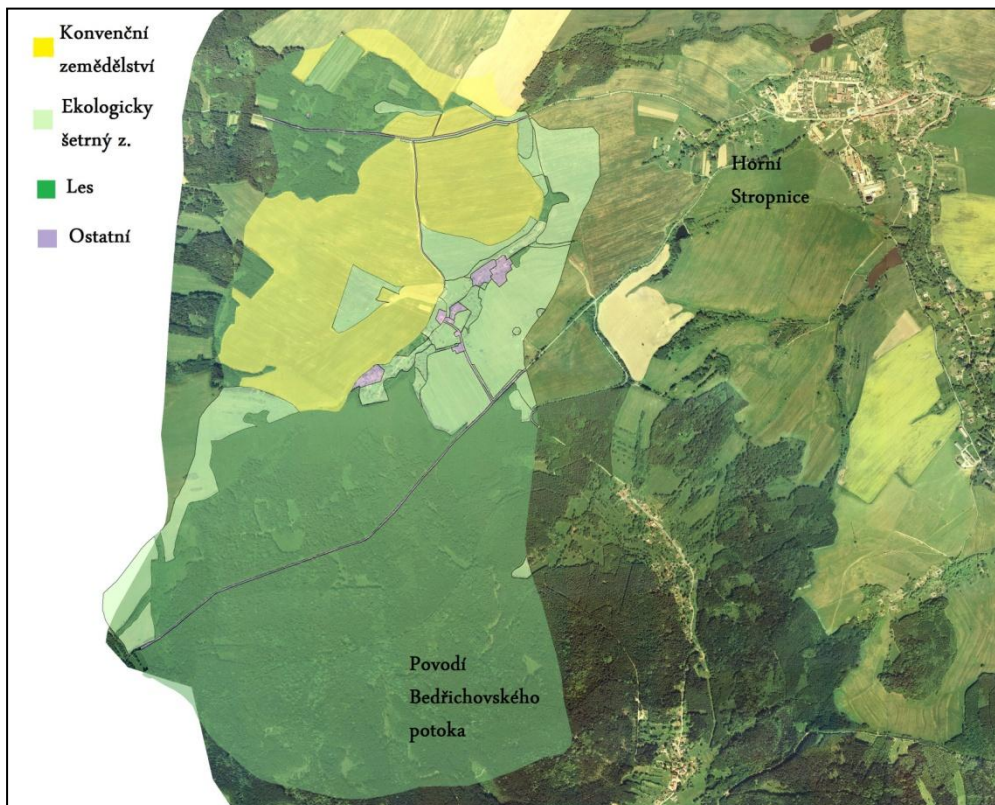 Konvenční
zemědělství
Ekologicky
šetrný z.
Les
Ostatní
Horní
Stropnice
Povodí
Bedřichovského
potoka